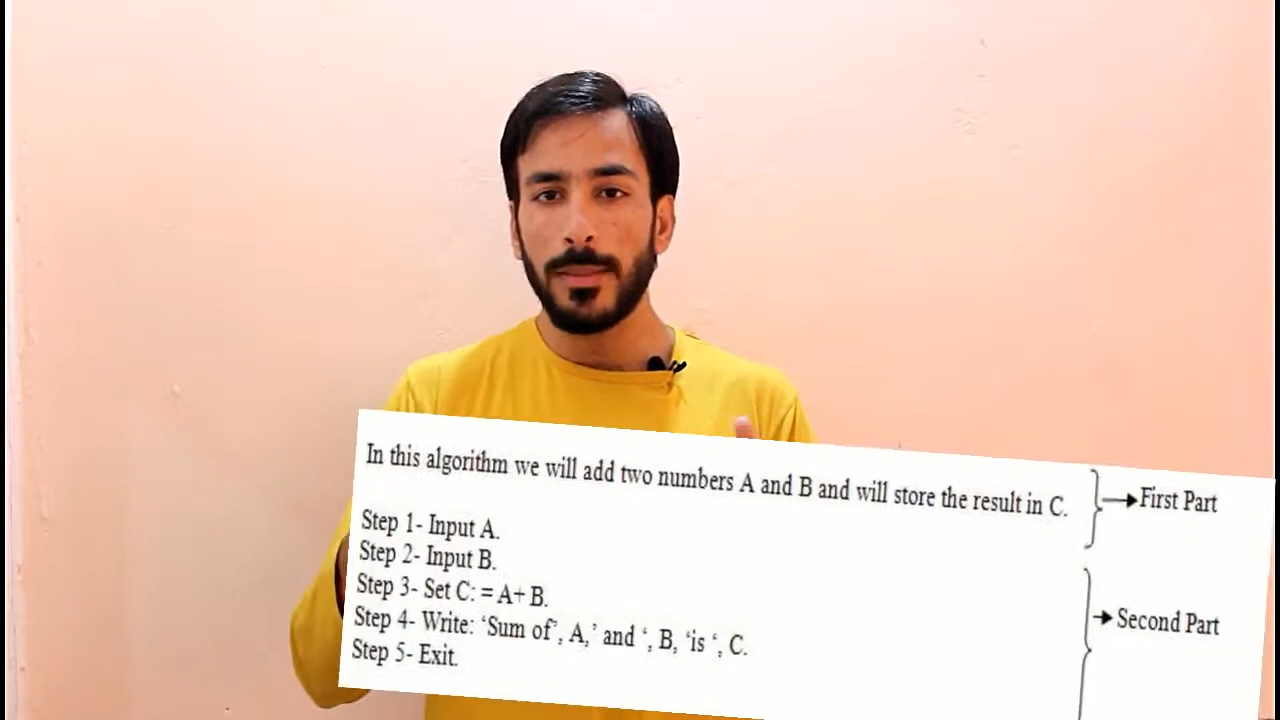 In this algorithm we will add two numbers A and B and will store the result in C.
First Part
Step 1- Input A.
Step 2- Input B.
Step 3- Set C: = A+ B.
Step 4- Write: ‘Sum of’, A,’ and ‘, B, ‘is ‘, C.
Step 5- Exit.
Second Part